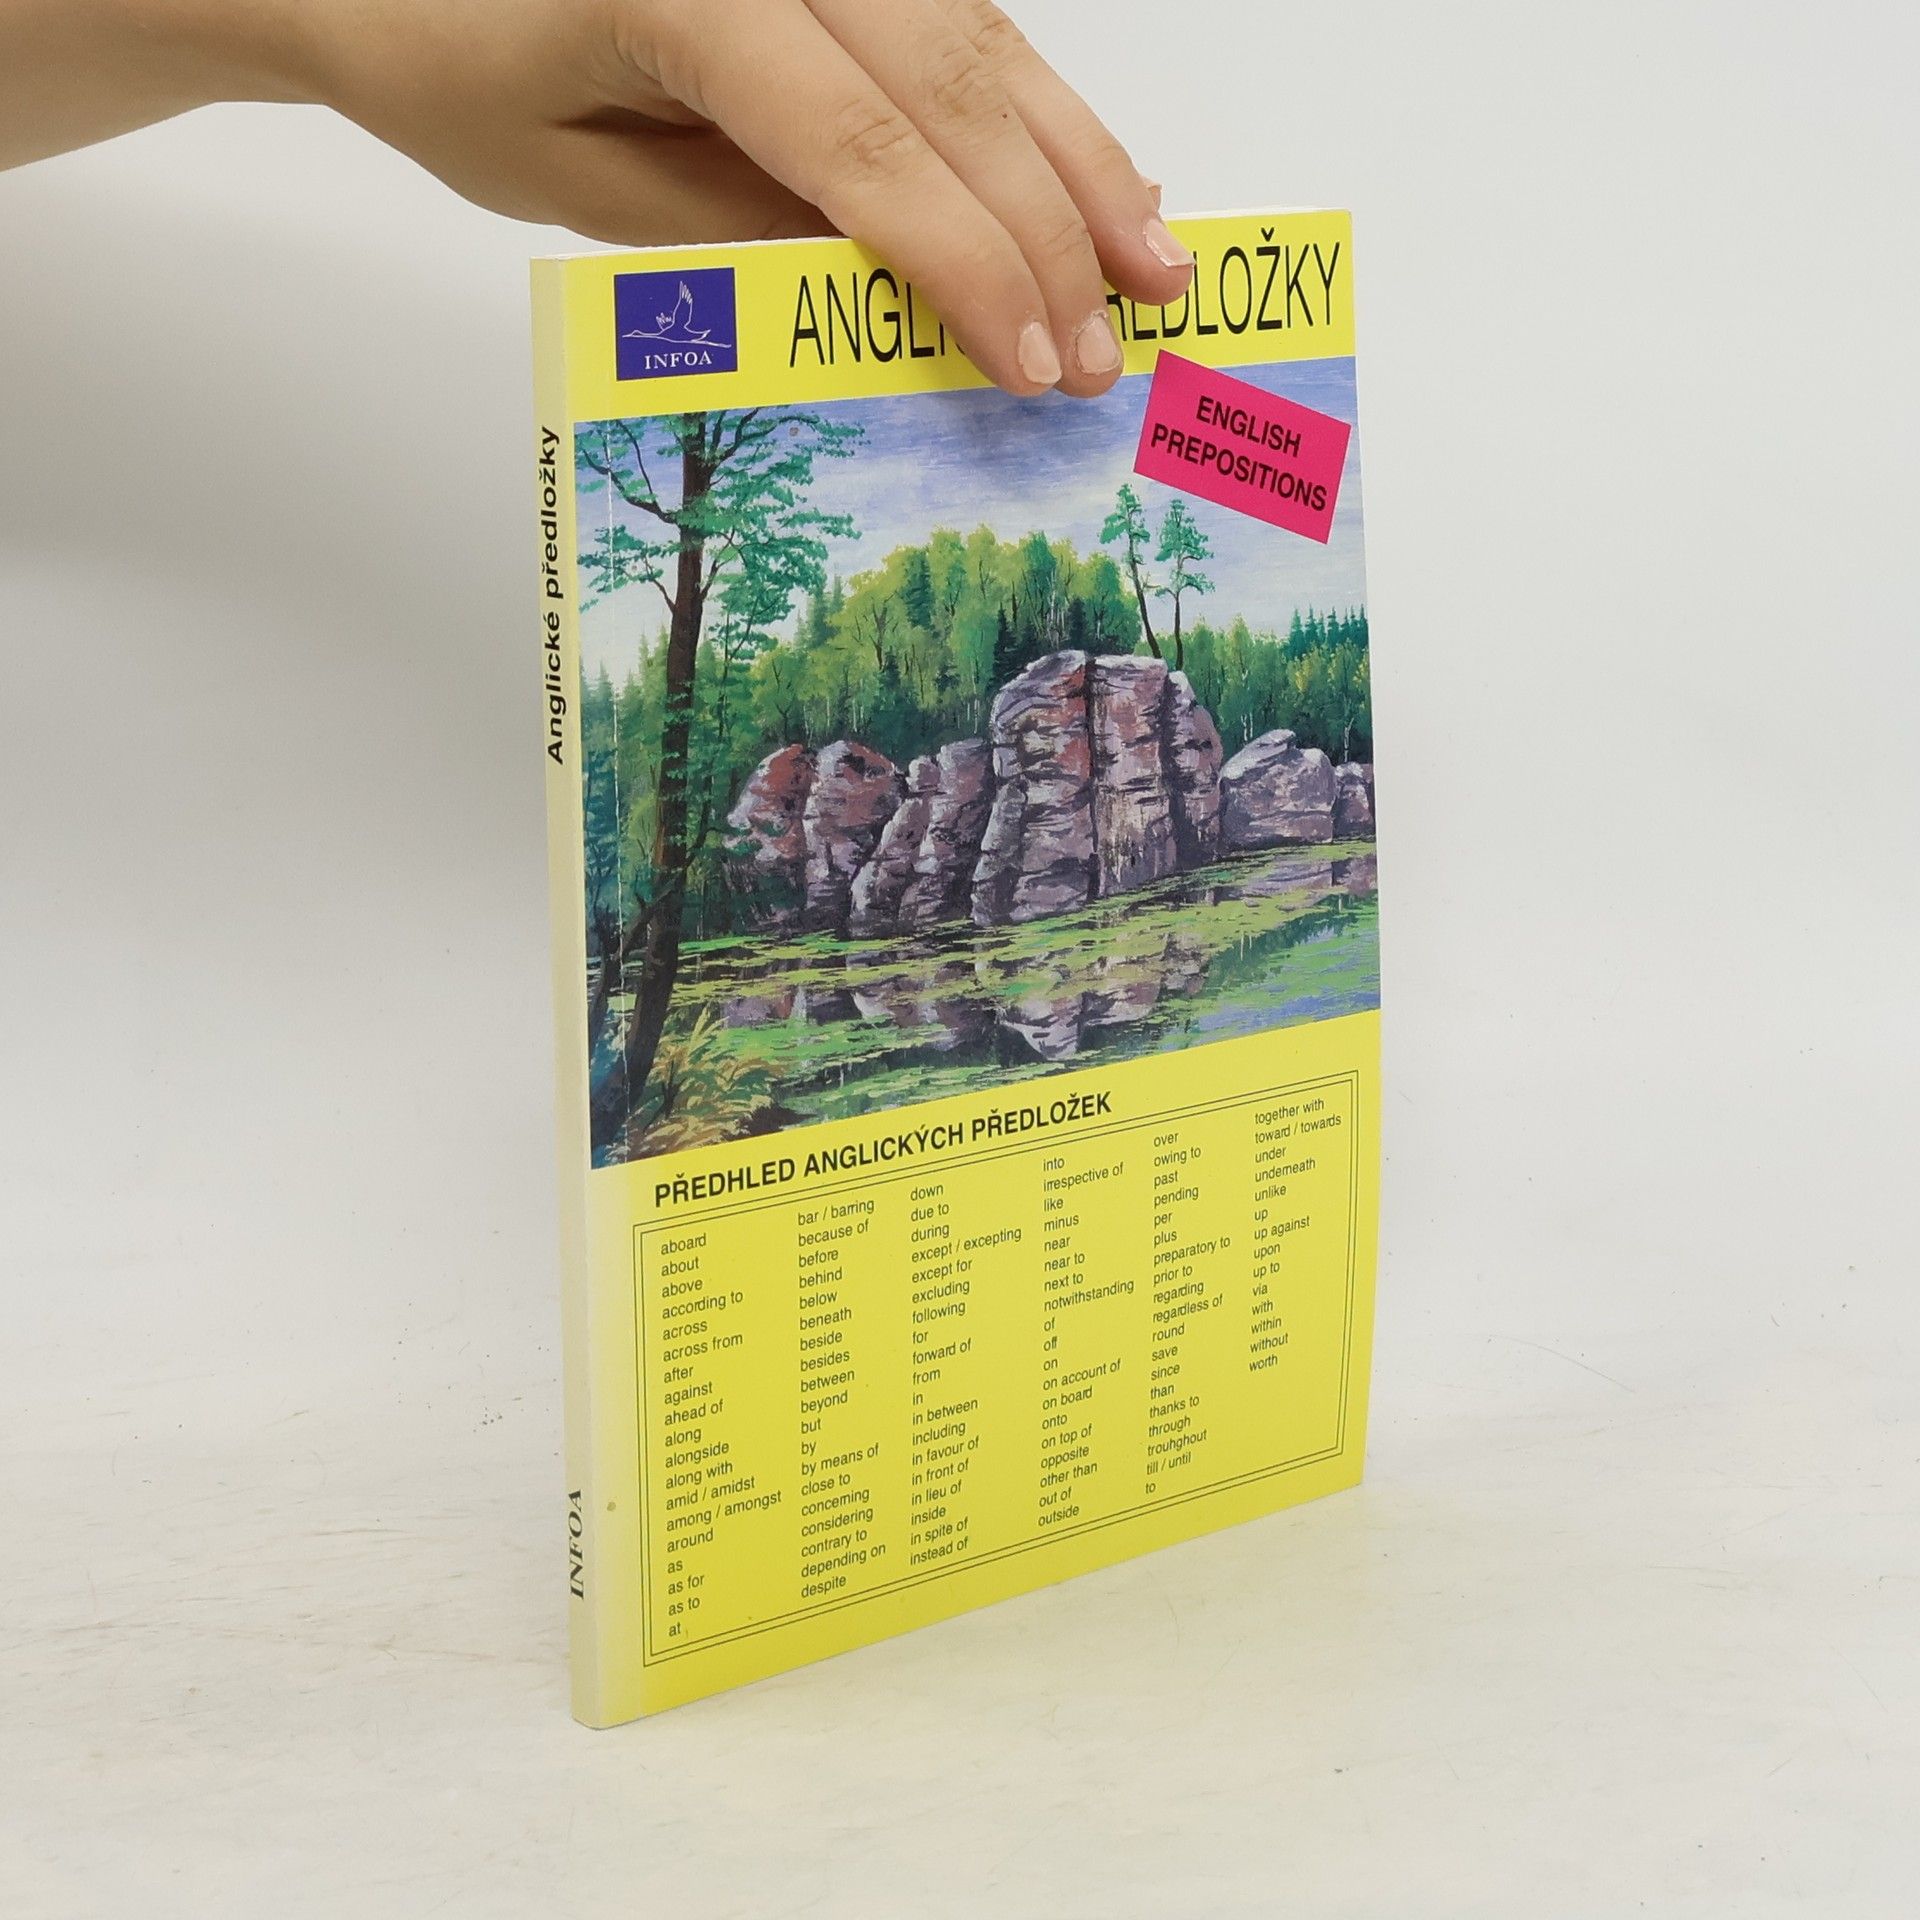 INFOA
ANGL ŘEDLOŽKY
ENGLISH
PREPOSITIONS
Anglické předložky
INFOA
PŘEDHLED ANGLICKÝCH PŘEDLOŽEK
aboard
about
above
according to
across
across from
after
against
ahead of
along
alongside
along with
amid / amidst
among / amongst
around
as
as for
as to
at
bar / barring
because of
before
behind
below
beneath
beside
besides
between
beyond
but
by
by means of
close to
concerning
considering
contrary to
depending on
despite
down
due to
during
except / excepting
except for
excluding
following
for
forward of
from
in
in between
including
in favour of
in front of
in lieu of
inside
in spite of
instead of
into
irrespective of
like
minus
near
near to
next to
notwithstanding
of
off
on
on account of
on board
onto
on top of
opposite
other than
out of
outside
over
owing to
past
pending
per
plus
preparatory to
prior to
regarding
regardless of
round
save
since
than
thanks to
through
trouhghout
till / until
to
together with
toward / towards
under
underneath
unlike
up
up against
upon
up to
via
with
within
without
worth